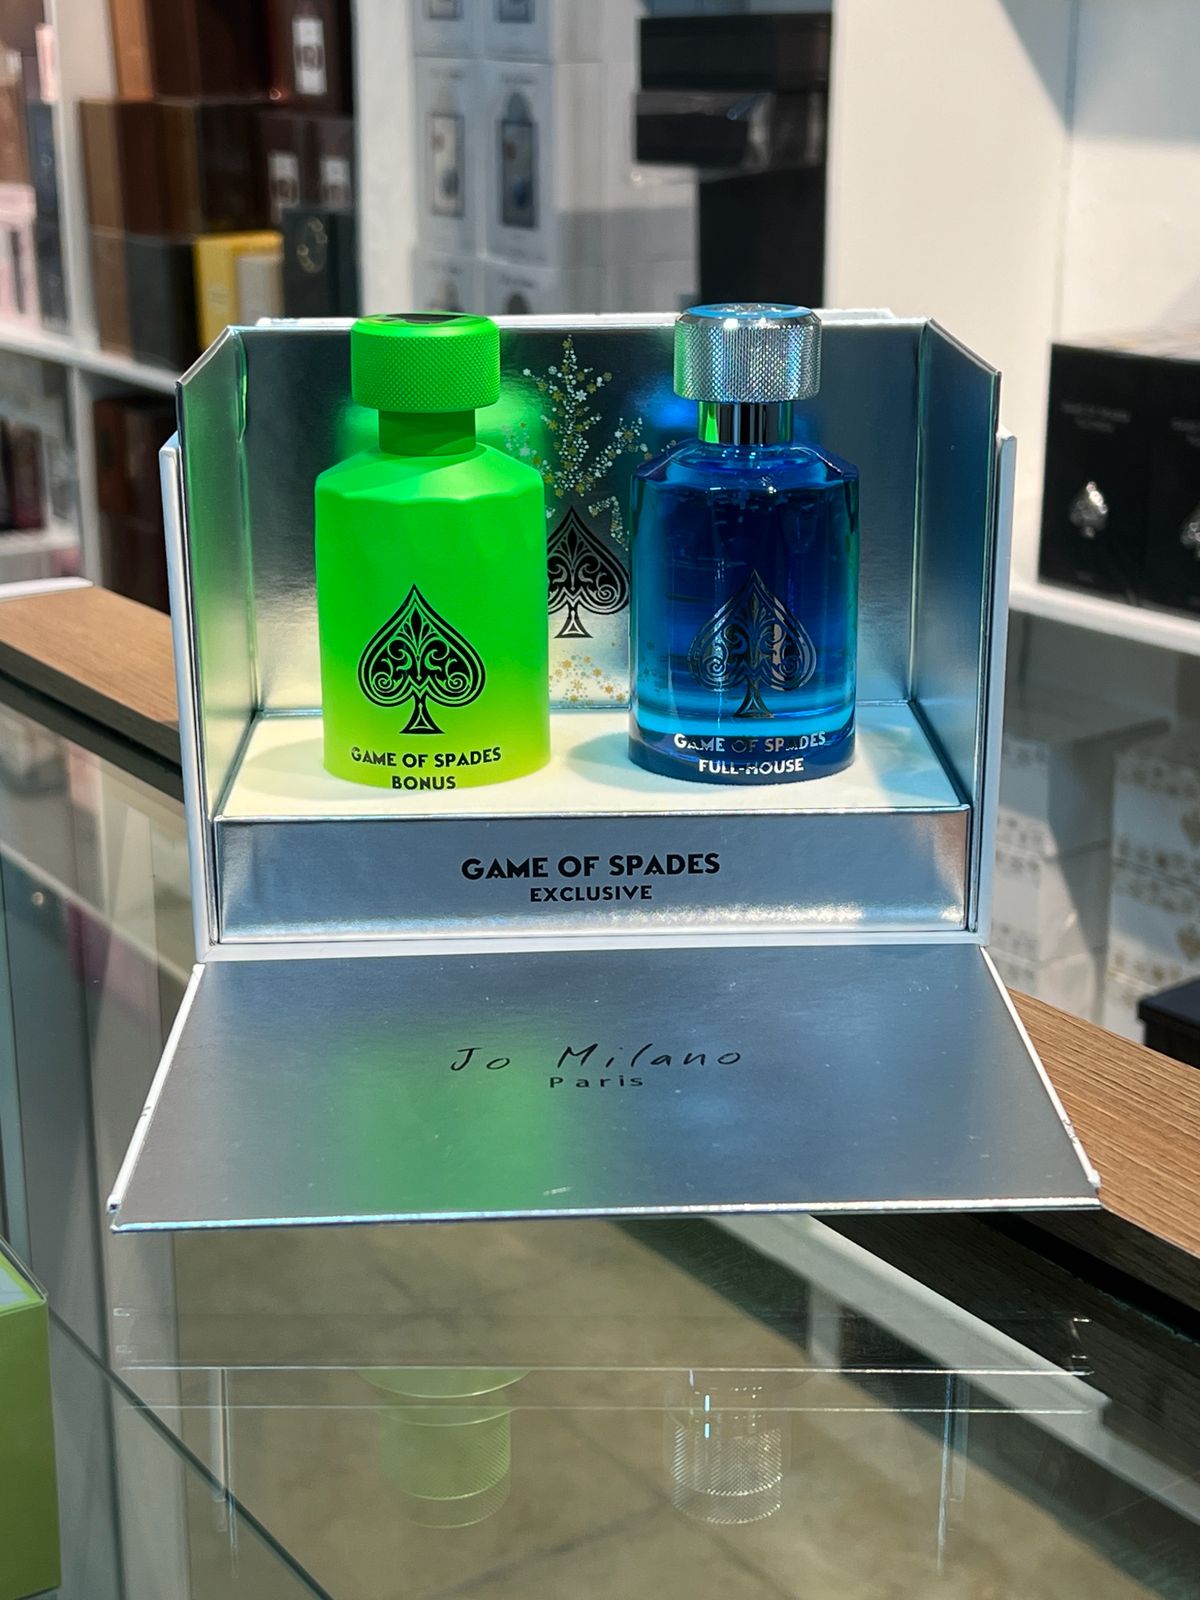 GAME OF SPADES
BONUS
GAME OF SPADES
FULL-HOUSE
GAME OF SPADES
EXCLUSIVE
Jo Milano
Paris